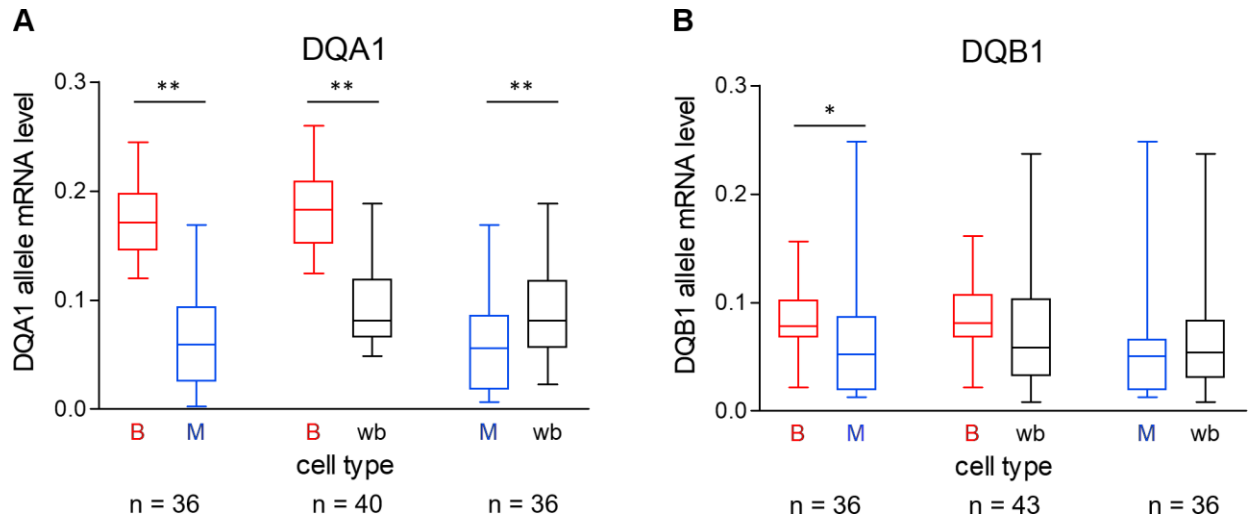 A
DQA1
DQA1 allele mRNA level
0.3
0.2
0.1
0.0
** ** **
B M B wb M wb
cell type
n = 36 n = 40 n = 36
B
DQB1
DQB1 allele mRNA level
0.3
0.2
0.1
0.0
*
B M B wb M wb
cell type
n = 36 n = 43 n = 36